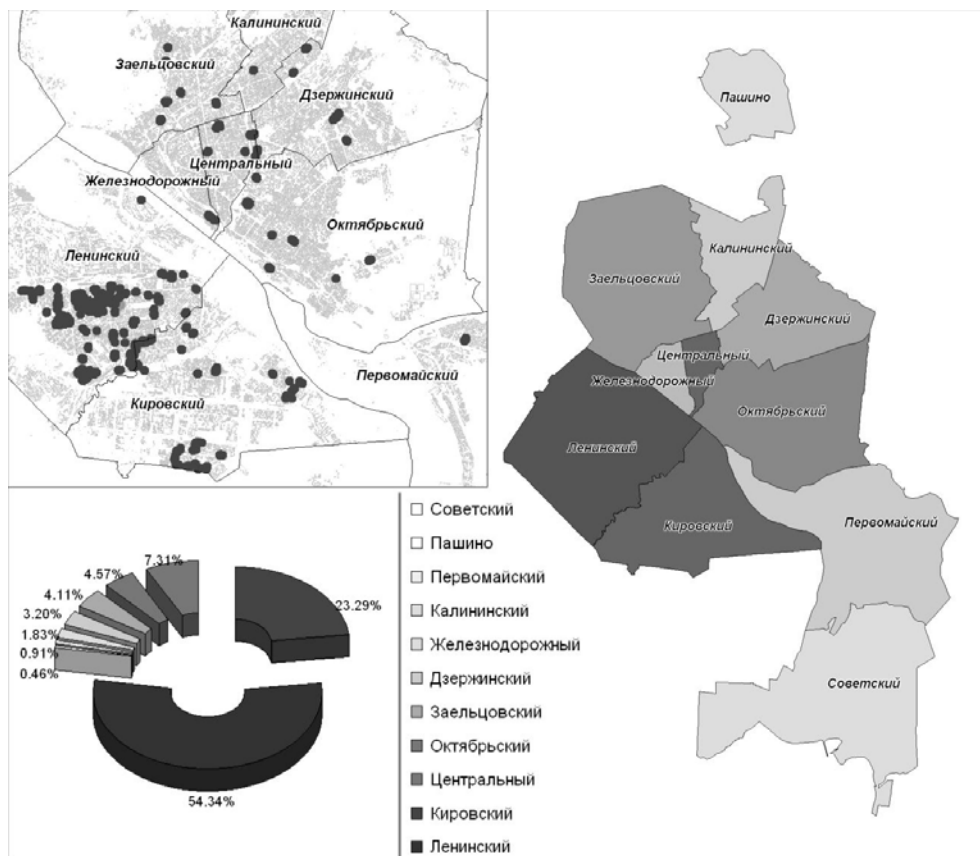 Калининский
Заельцовский
Дзержинский
Центральный
Железнодорожный
Октябрьский
Ленинский
Первомайский
Кировский
Пашино
Калининский
Заельцовский
Дзержинский
Центральный
Железнодорожный
Октябрьский
Ленинский
Кировский
Первомайский
Советский
7.31%
4.57%
4.11%
3.20%
1.83%
0.91%
0.46%
23.29%
54.34%
Советский
Пашино
Первомайский
Калининский
Железнодорожный
Дзержинский
Заельцовский
Октябрьский
Центральный
Кировский
Ленинский